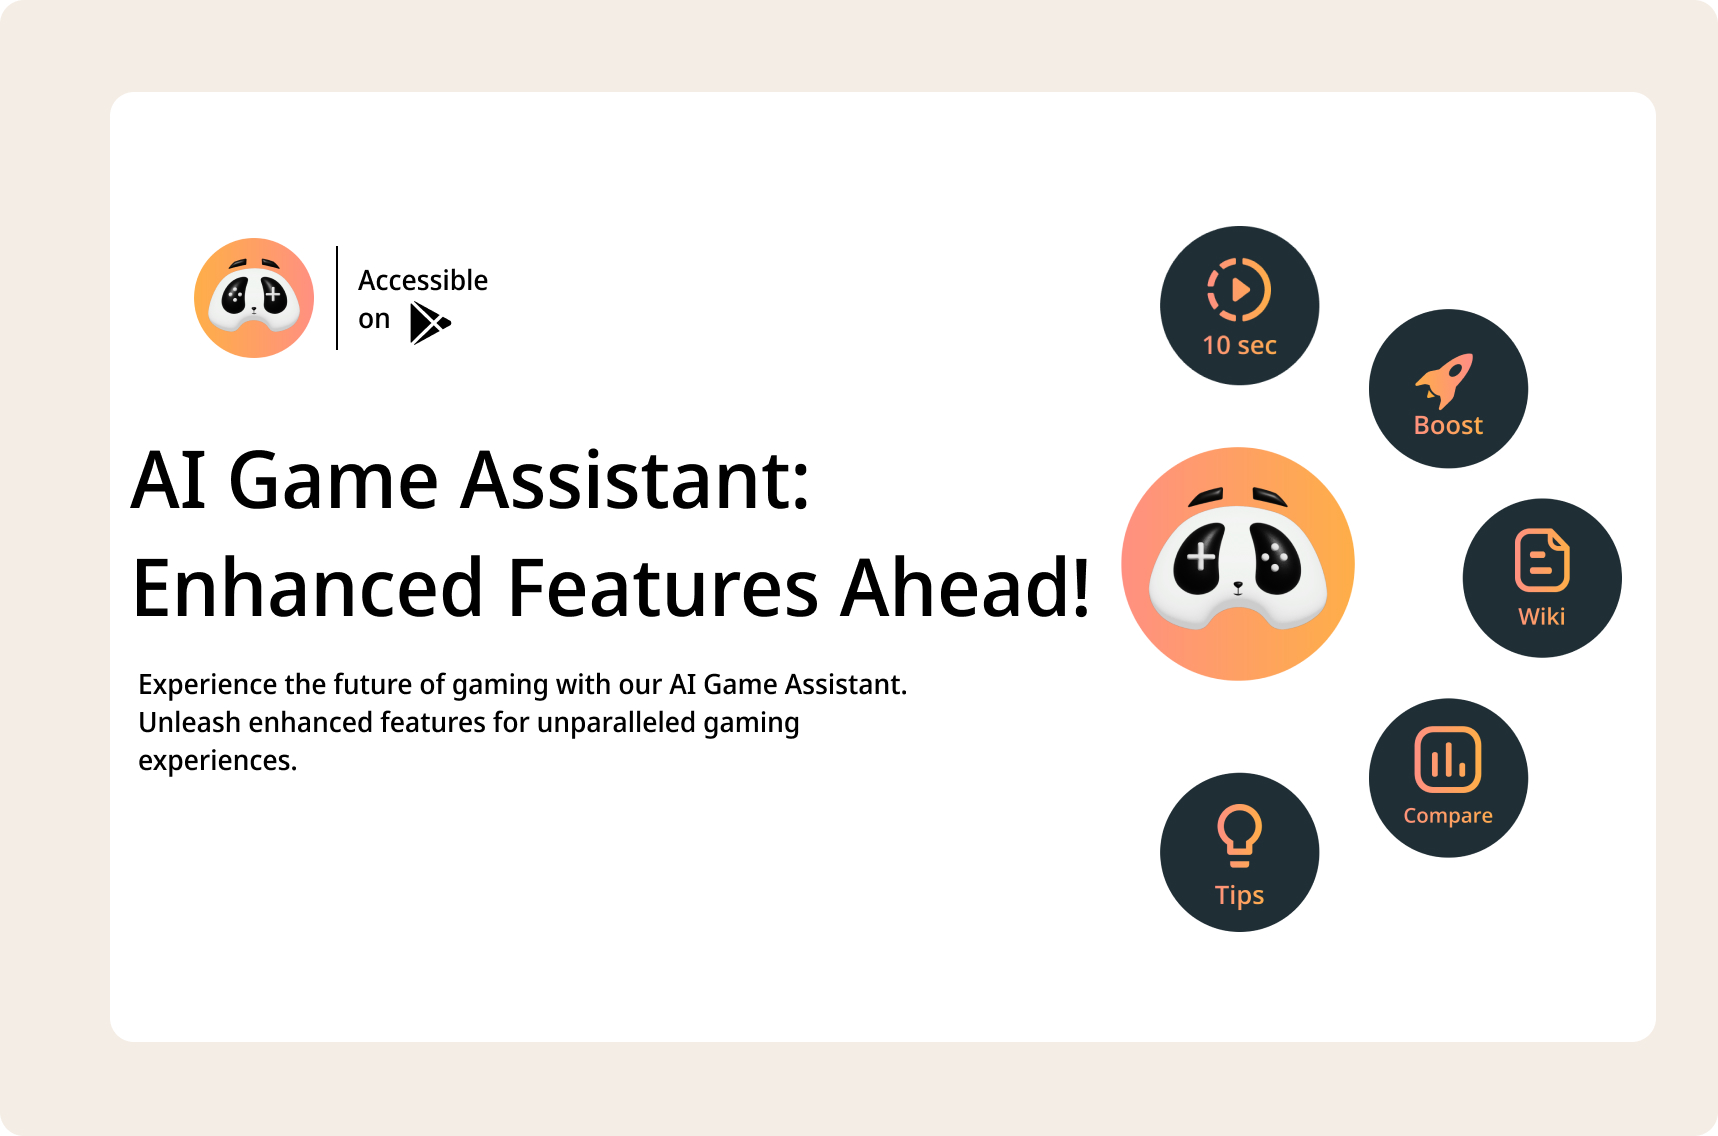 Accessible
on
AI Game Assistant:
Enhanced Features Ahead!
Experience the future of gaming with our AI Game Assistant.
Unleash enhanced features for unparalleled gaming
experiences.
10 sec
Boost
Wiki
Compare
Tips